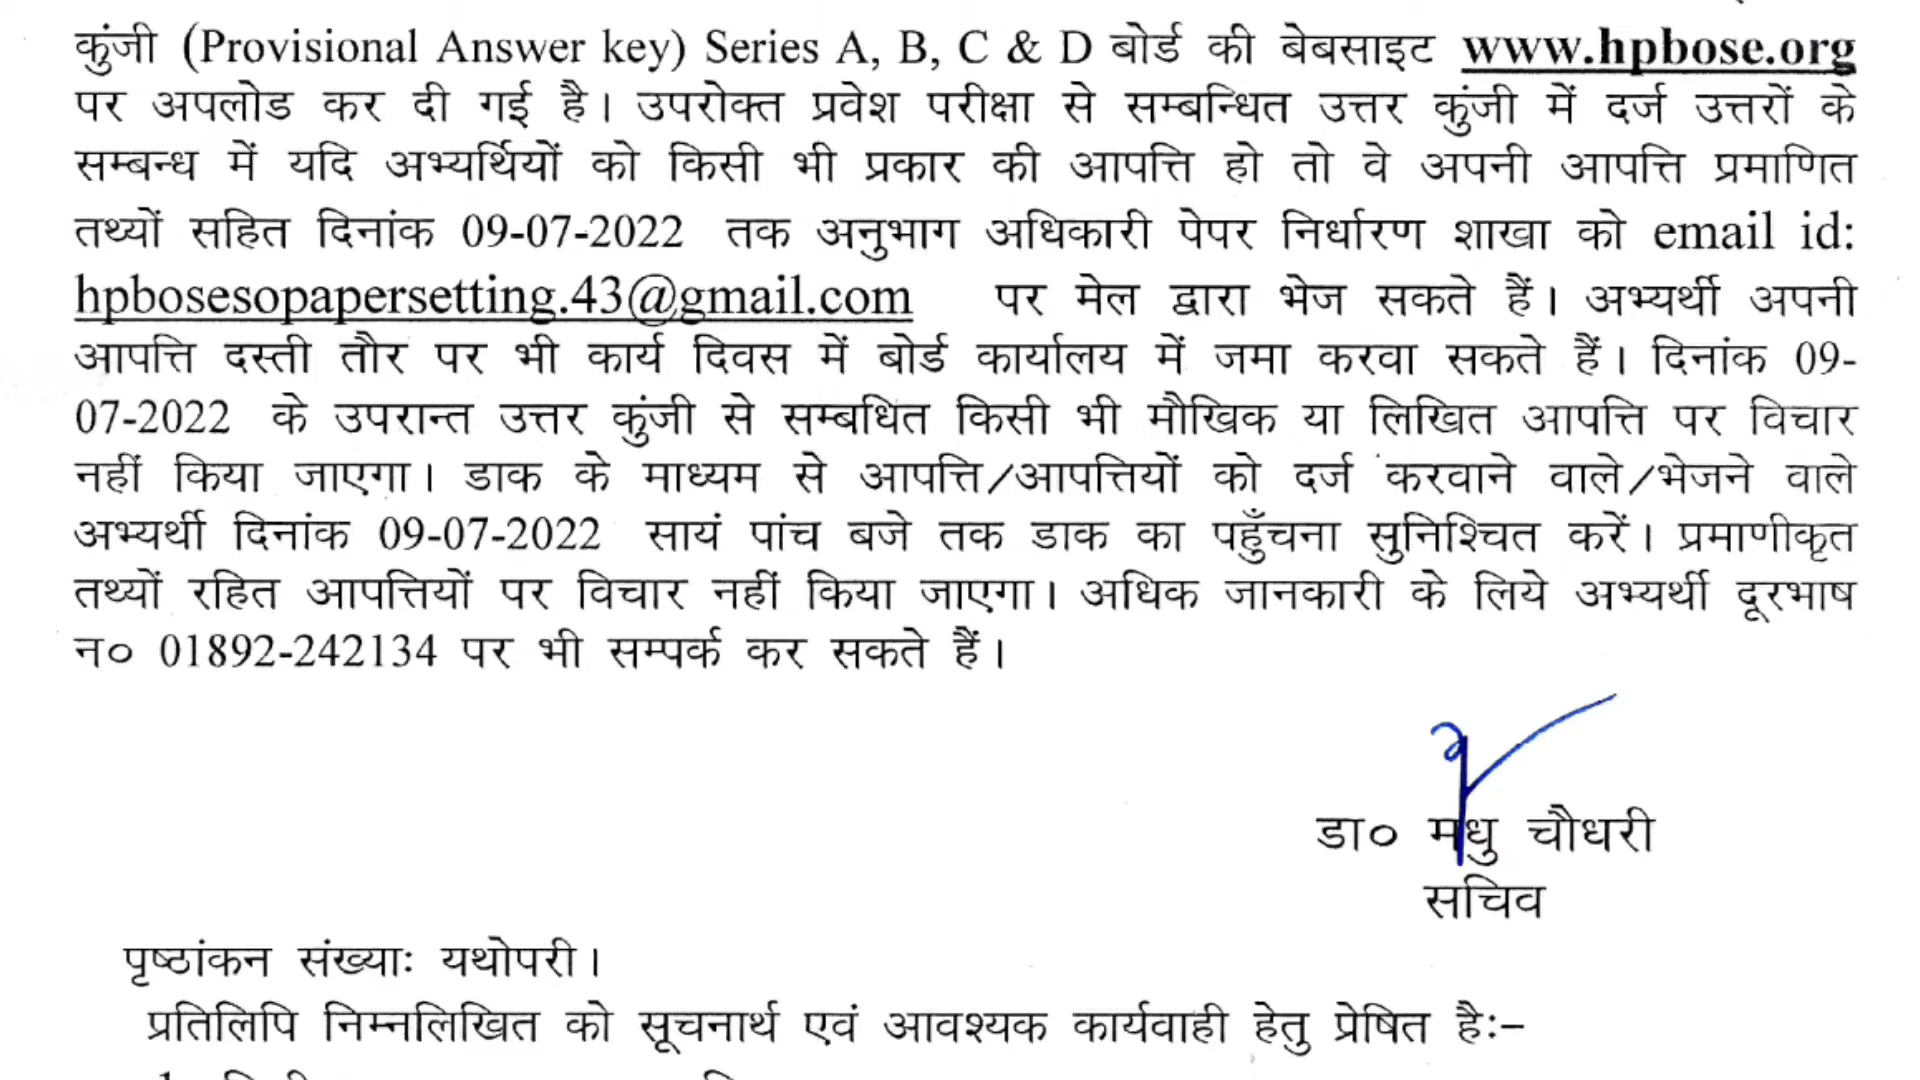 कुंजी (Provisional Answer key) Series A, B, C & D बोर्ड की बेबसाइट www.hpbose.org
पर अपलोड कर दी गई है। उपरोक्त प्रवेश परीक्षा से सम्बन्धित उत्तर कुंजी में दर्ज उत्तरों के
सम्बन्ध में यदि अभ्यर्थियों को किसी भी प्रकार की आपत्ति हो तो वे अपनी आपत्ति प्रमाणित
तथ्यों सहित दिनांक 09-07-2022 तक अनुभाग अधिकारी पेपर निर्धारण शाखा को email id:
hpbosesopapersetting.43@gmail.com पर मेल द्वारा भेज सकते हैं। अभ्यर्थी अपनी
आपत्ति दस्ती तौर पर भी कार्य दिवस में बोर्ड कार्यालय में जमा करवा सकते हैं। दिनांक 09-
07-2022 के उपरान्त उत्तर कुंजी से सम्बधित किसी भी मौखिक या लिखित आपत्ति पर विचार
नहीं किया जाएगा। डाक के माध्यम से आपत्ति/आपत्तियों को दर्ज करवाने वाले/भेजने वाले
अभ्यर्थी दिनांक 09-07-2022 सायं पांच बजे तक डाक का पहुँचना सुनिश्चित करें। प्रमाणीकृत
तथ्यों रहित आपत्तियों पर विचार नहीं किया जाएगा। अधिक जानकारी के लिये अभ्यर्थी दूरभाष
न० 01892-242134 पर भी सम्पर्क कर सकते हैं।
डा० मधु चौधरी
सचिव
पृष्ठांकन संख्याः यथोपरी।
प्रतिलिपि निम्नलिखित को सूचनार्थ एवं आवश्यक कार्यवाही हेतु प्रेषित हैः–